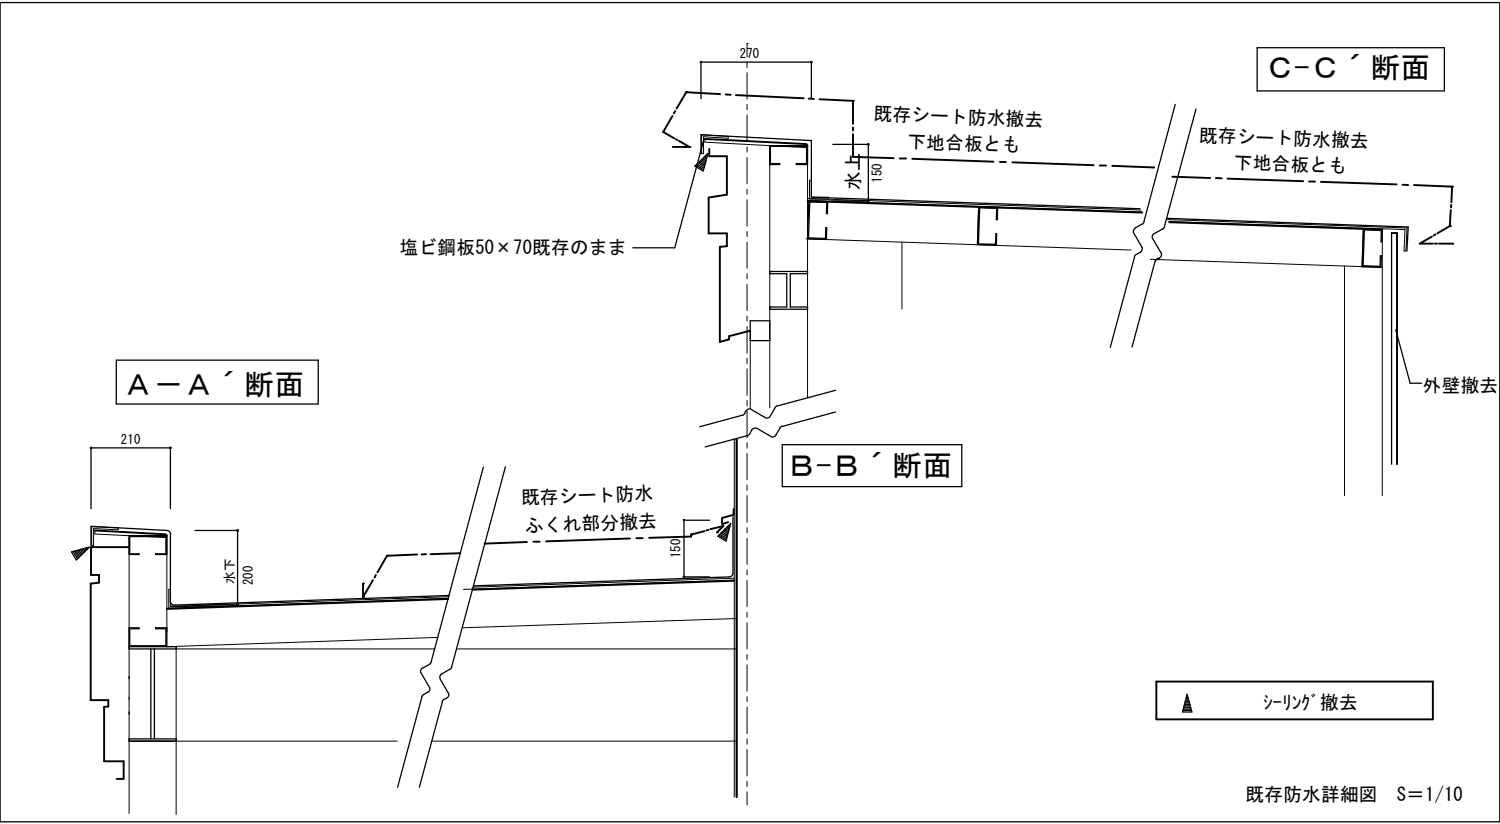 270
C-C´断面
既存シート防水撤去
下地合板とも
既存シート防水撤去
下地合板とも
水上
150
塩ビ鋼板50×70既存のまま
A－A´断面
外壁撤去
210
B-B´断面
既存シート防水
ふくれ部分撤去
150
水下
200
シーリング撤去
既存防水詳細図 S=1/10